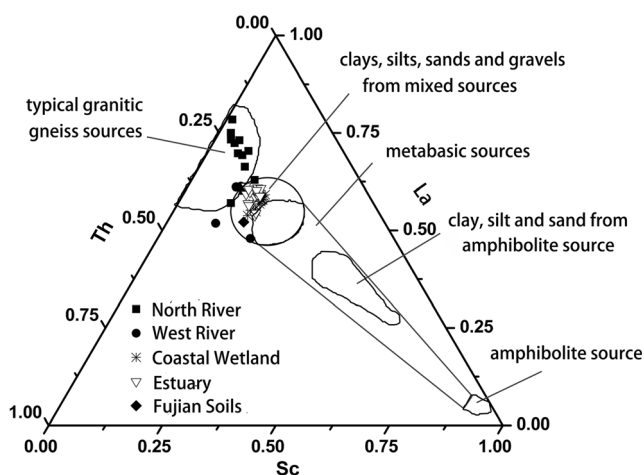 0.00
1.00
clays, silts, sands and gravels
from mixed sources
typical granitic
gneiss sources
0.25
0.75
metabasic sources
La
Th
0.50
0.50
clay, silt and sand from
amphibolite source
0.75
North River
West River
Coastal Wetland
Estuary
Fujian Soils
0.25
amphibolite source
1.00
0.00
0.00
0.25
0.50
0.75
1.00
Sc